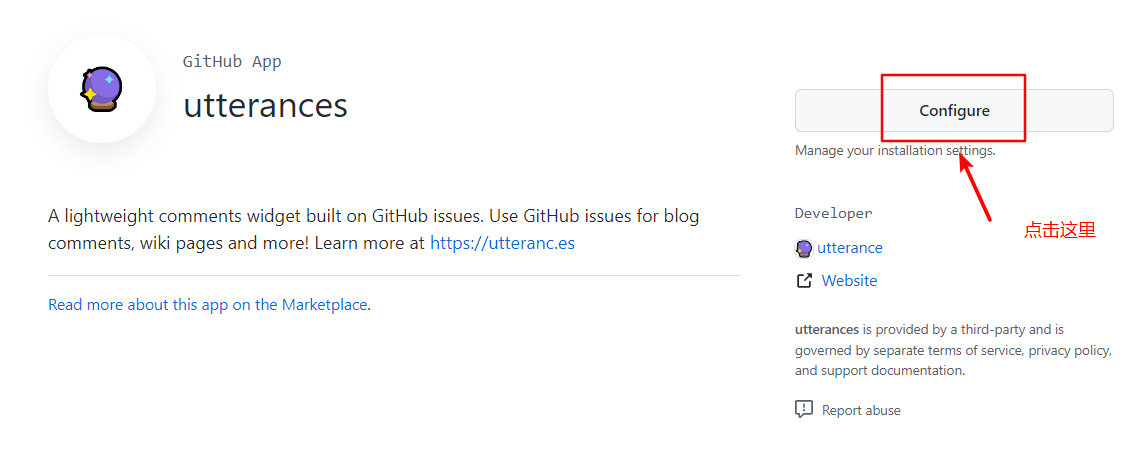 GitHub App
utterances
A lightweight comments widget built on GitHub issues. Use GitHub issues for blog
comments, wiki pages and more! Learn more at https://utteranc.es
Read more about this app on the Marketplace.
Configure
Manage your installation settings.
点击这里
Developer
utterance
Website
utterances is provided by a third-party and is
governed by separate terms of service, privacy policy,
and support documentation.
Report abuse